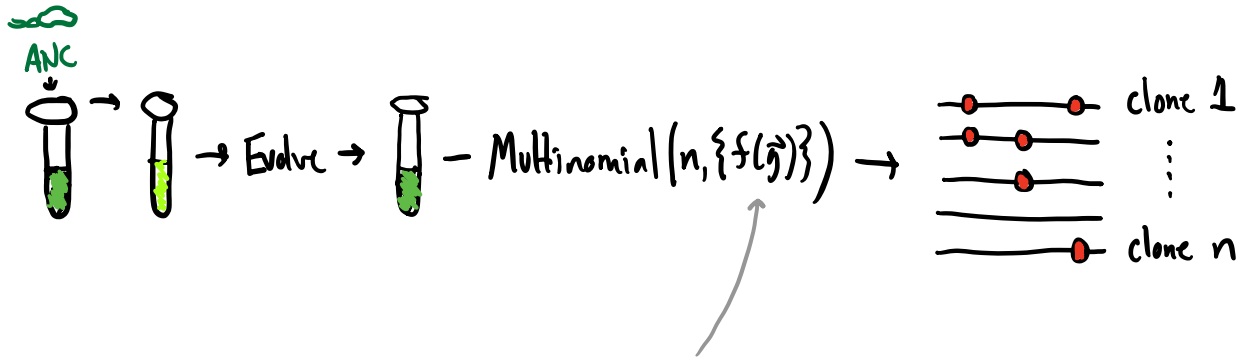 ANC
Evolve
Multinomial(n,{f(g⃗)})
clone 1
clone n